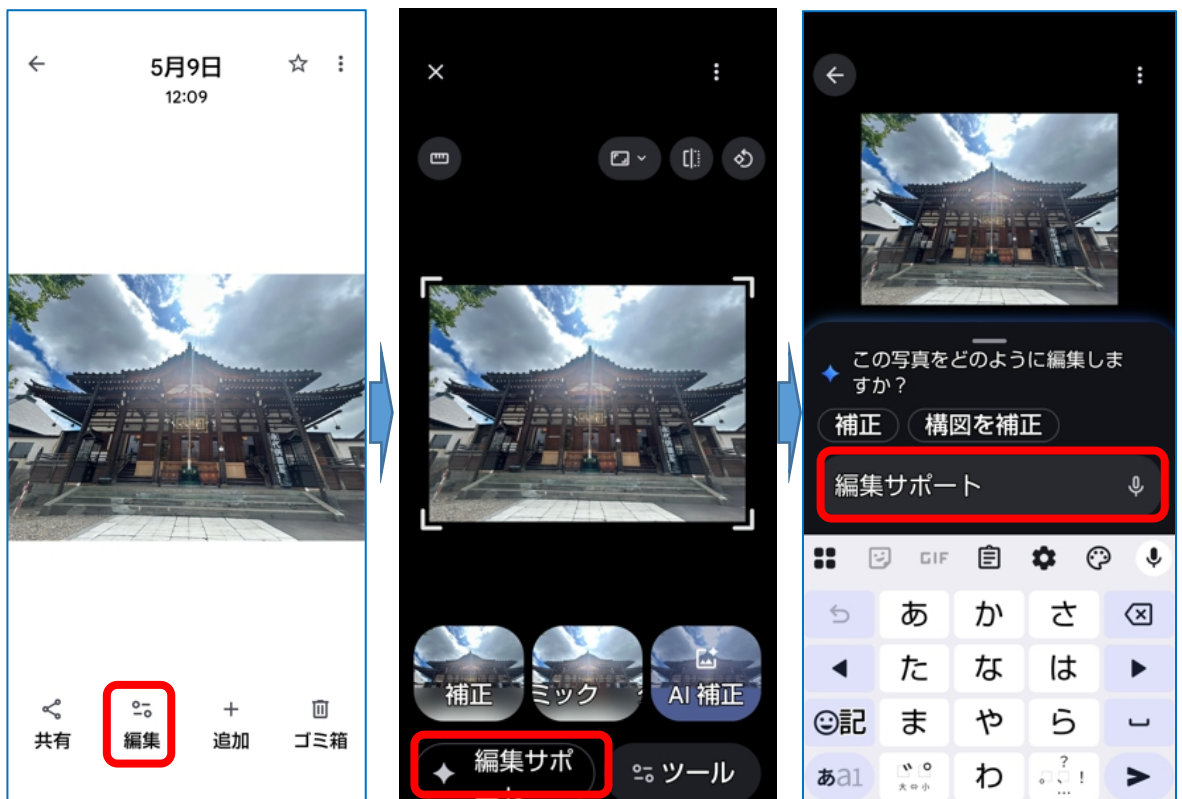 5月9日
12:09
共有
編集
追加
ゴミ箱
補正
ミック
AI 補正
編集サポ
ツール
この写真をどのように編集しま
すか？
補正
構図を補正
編集サポート
GIF
あ
か
さ
た
な
は
記
ま
や
ら
あa1
大⇔小
わ
。、?!…